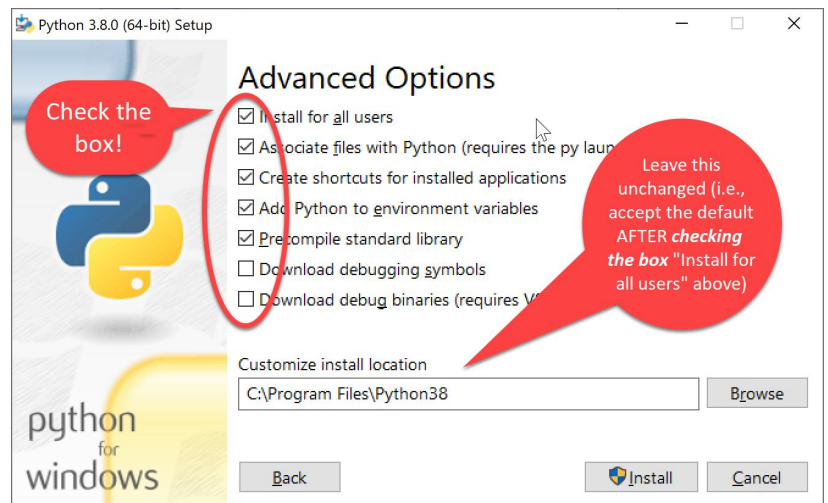 Python 3.8.0 (64-bit) Setup
Advanced Options
Check the
box!
Install for all users
Associate files with Python (requires the py laun
Create shortcuts for installed applications
Add Python to environment variables
Precompile standard library
Download debugging symbols
Download debug binaries (requires VS
Leave this
unchanged (i.e.,
accept the default
AFTER checking
the box "Install for
all users" above)
Customize install location
C:\Program Files\Python38
Browse
python
for
windows
Back
Install
Cancel